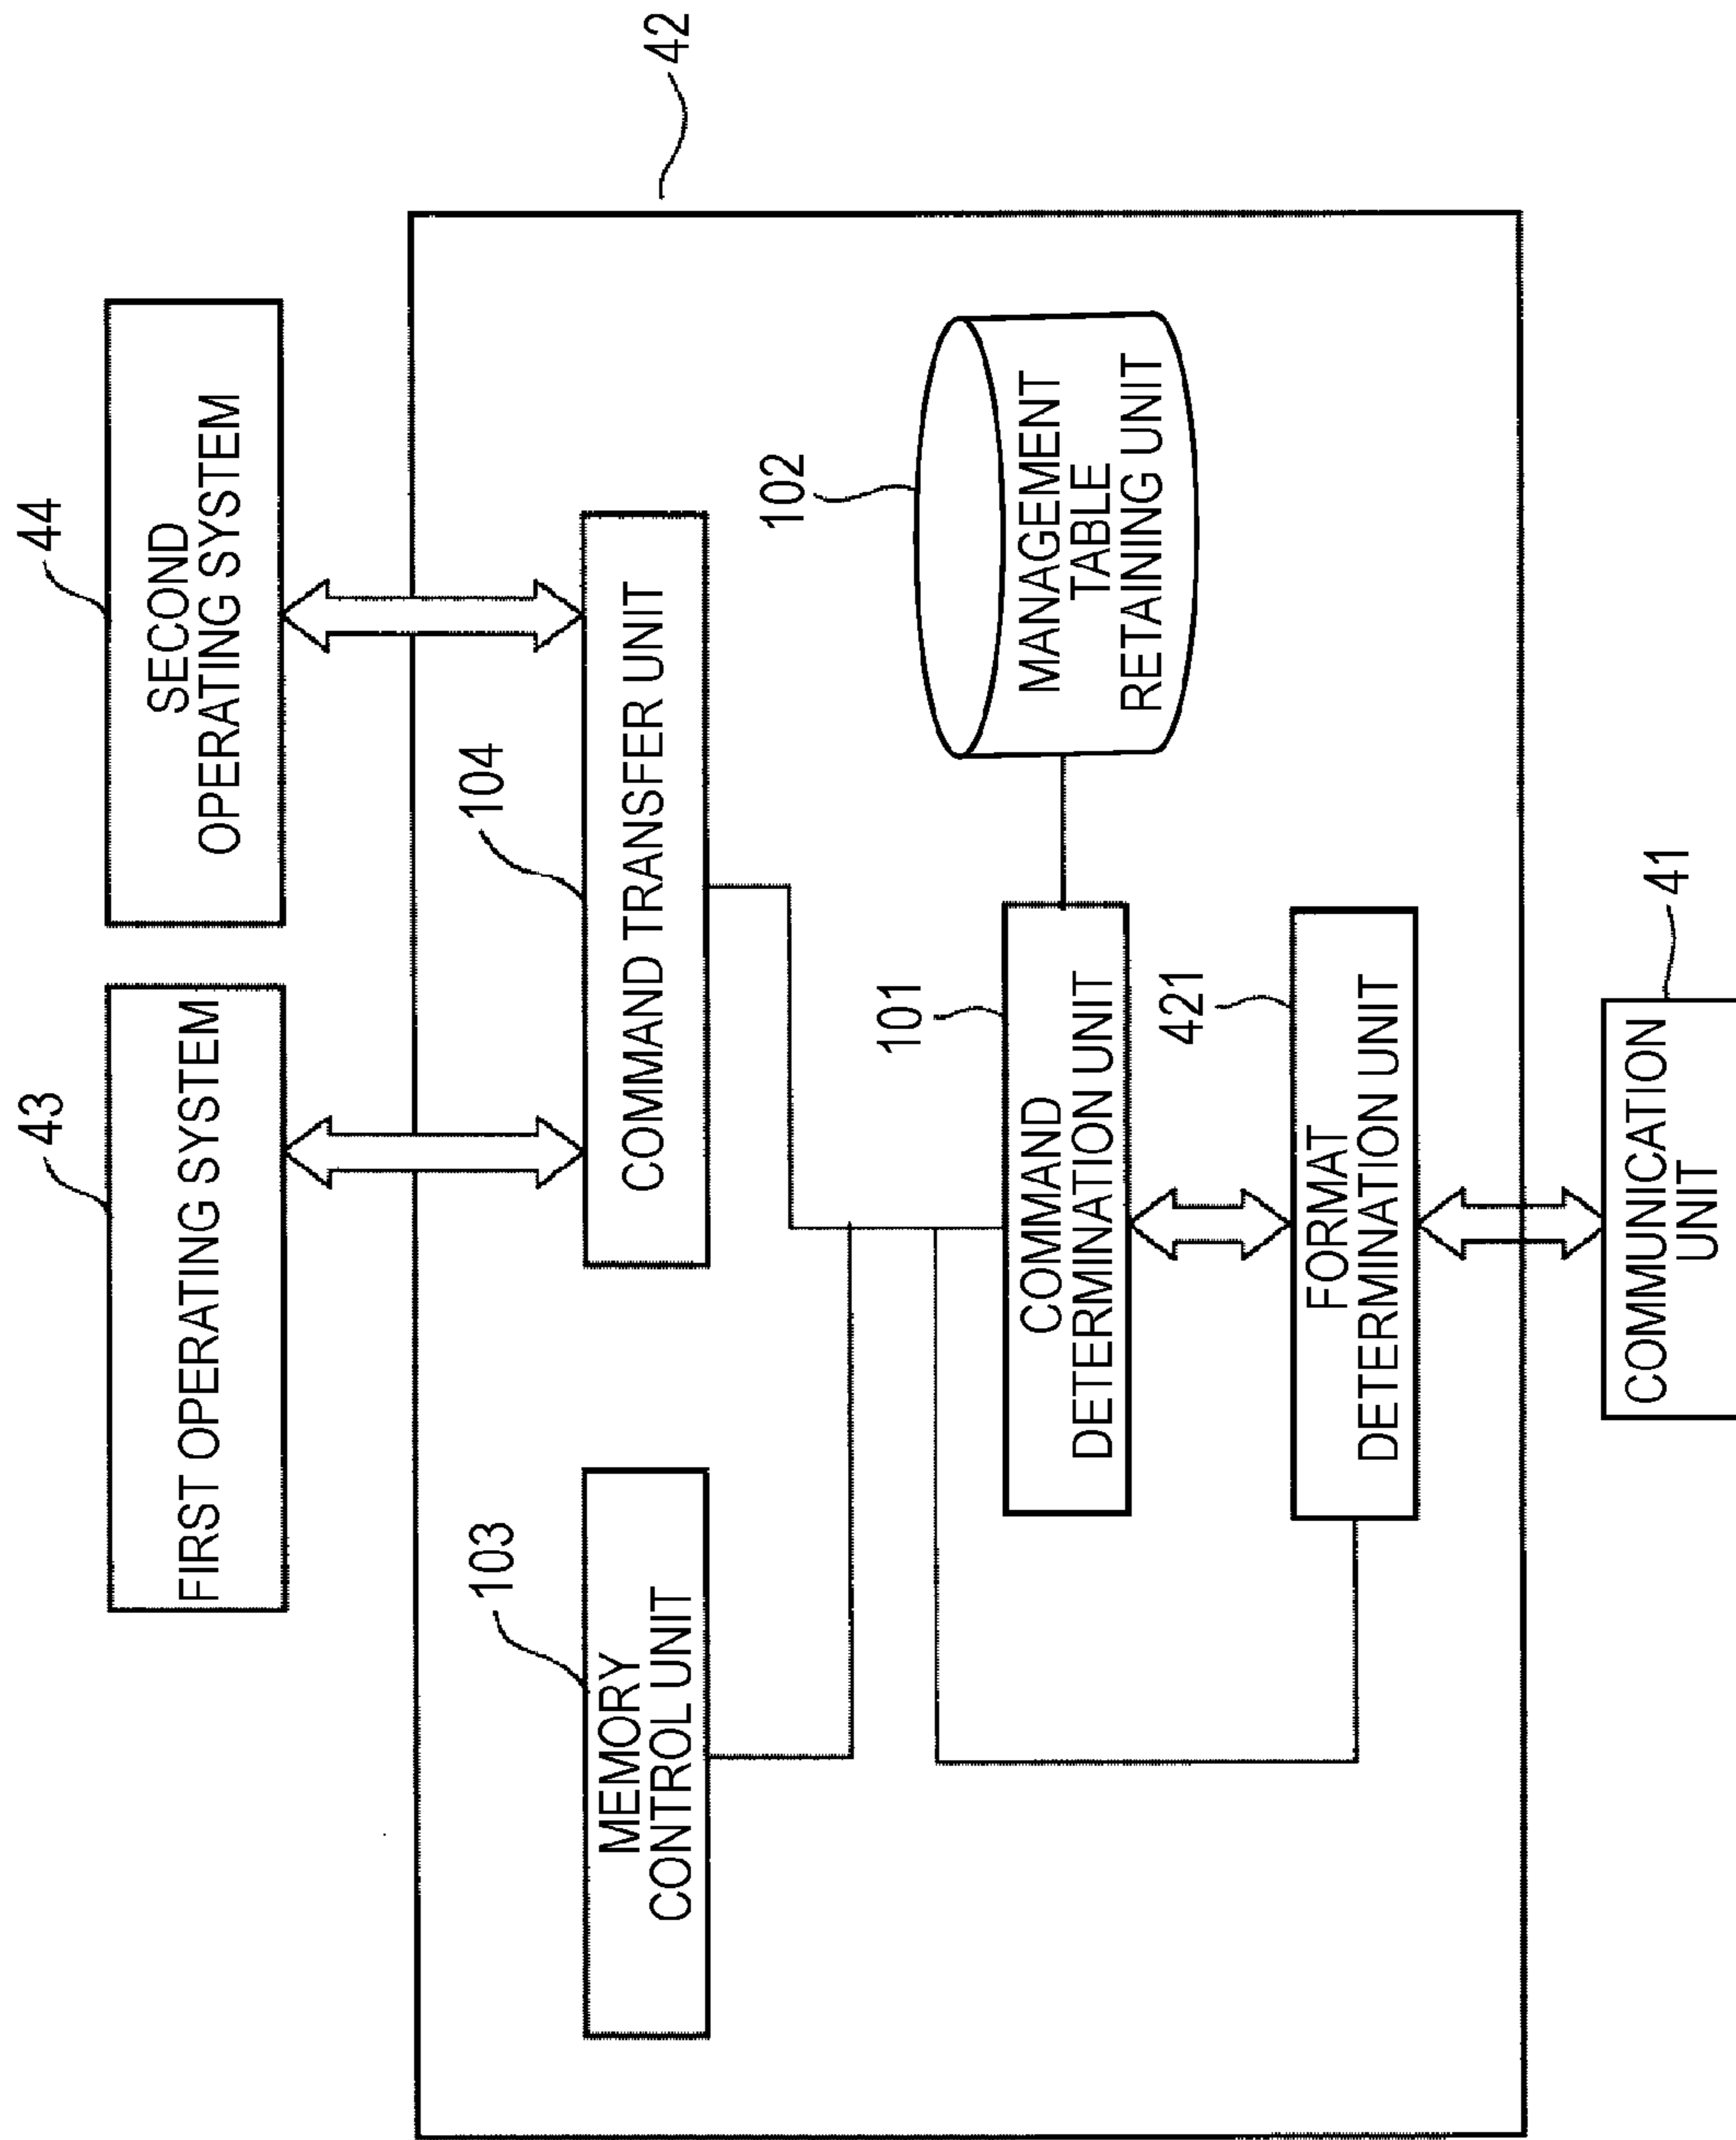 43
FIRST OPERATING SYSTEM
44
SECOND
OPERATING SYSTEM
42
103
MEMORY
CONTROL UNIT
104
COMMAND TRANSFER UNIT
101
COMMAND
DETERMINATION UNIT
102
MANAGEMENT
TABLE
RETAINING UNIT
421
FORMAT
DETERMINATION UNIT
41
COMMUNICATION
UNIT